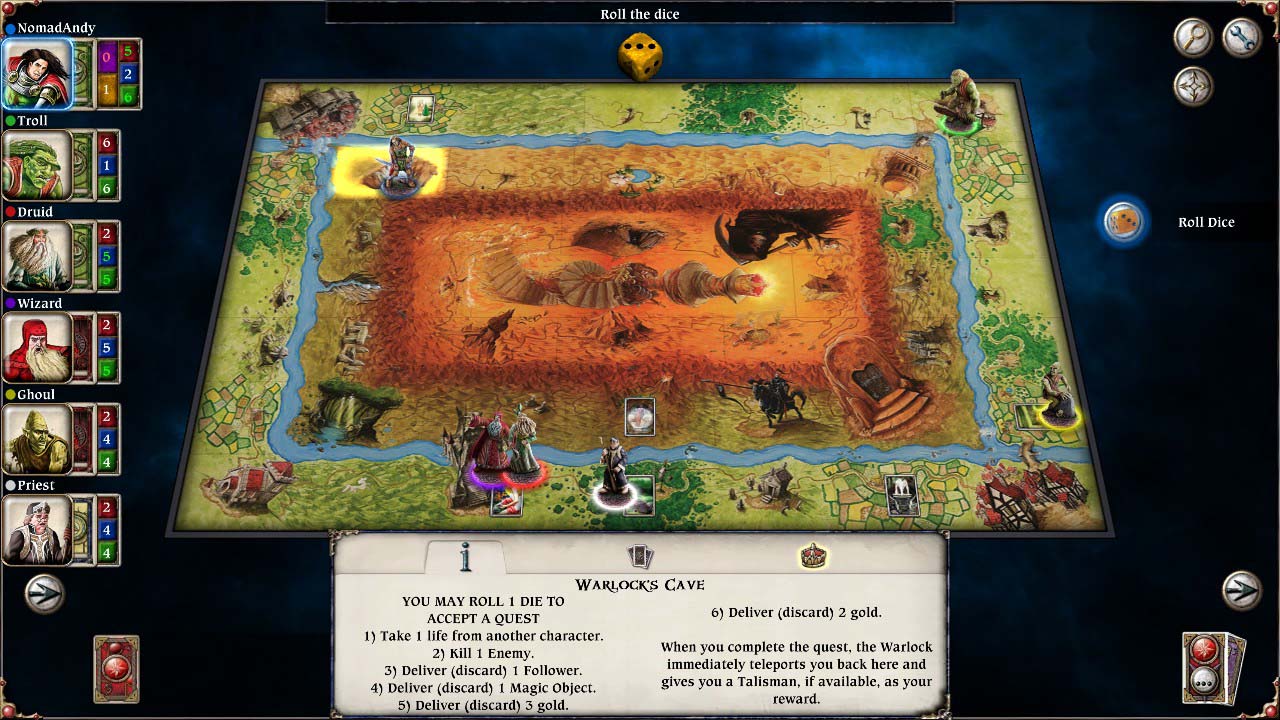 Roll the dice
NomadAndy
0
5
1
2
6
Troll
6
1
6
Druid
2
5
5
Wizard
2
5
5
Ghoul
2
4
4
Priest
2
4
4
Roll Dice
i
WARLOCK'S CAVE
YOU MAY ROLL 1 DIE TO
ACCEPT A QUEST
1) Take 1 life from another character.
2) Kill 1 Enemy.
3) Deliver (discard) 1 Follower.
4) Deliver (discard) 1 Magic Object.
5) Deliver (discard) 3 gold.
6) Deliver (discard) 2 gold.
When you complete the quest, the Warlock
immediately teleports you back here and
gives you a Talisman, if available, as your
reward.